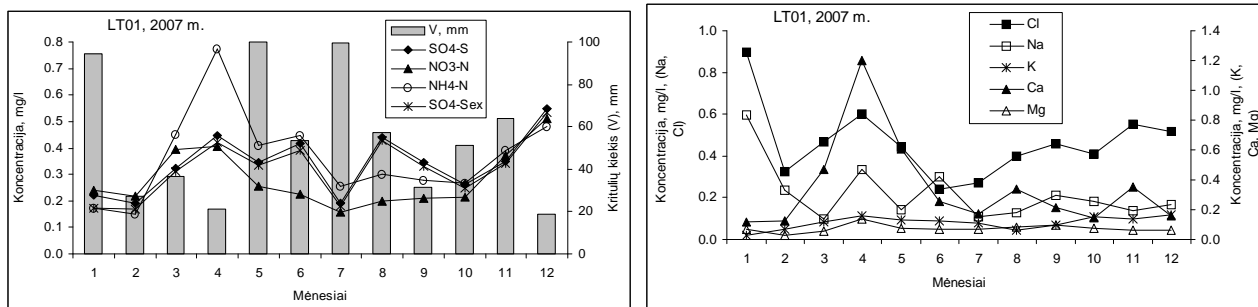 LT01, 2007 m.
V, mm
SO4-S
NO3-N
NH4-N
SO4-Sex
Koncentracija, mg/l
0.8
0.7
0.6
0.5
0.4
0.3
0.2
0.1
0.0
100
80
60
40
20
0
Kritulių kiekis (V), mm
1 2 3 4 5 6 7 8 9 10 11 12
Mėnesiai
LT01, 2007 m.
Cl
Na
K
Ca
Mg
Koncentracija, mg/l, (Na,
Cl)
1.0
0.8
0.6
0.4
0.2
0.0
1.4
1.2
1.0
0.8
0.6
0.4
0.2
0.0
Koncentracija, mg/l, (K,
Ca, Mg)
1 2 3 4 5 6 7 8 9 10 11 12
Mėnesiai